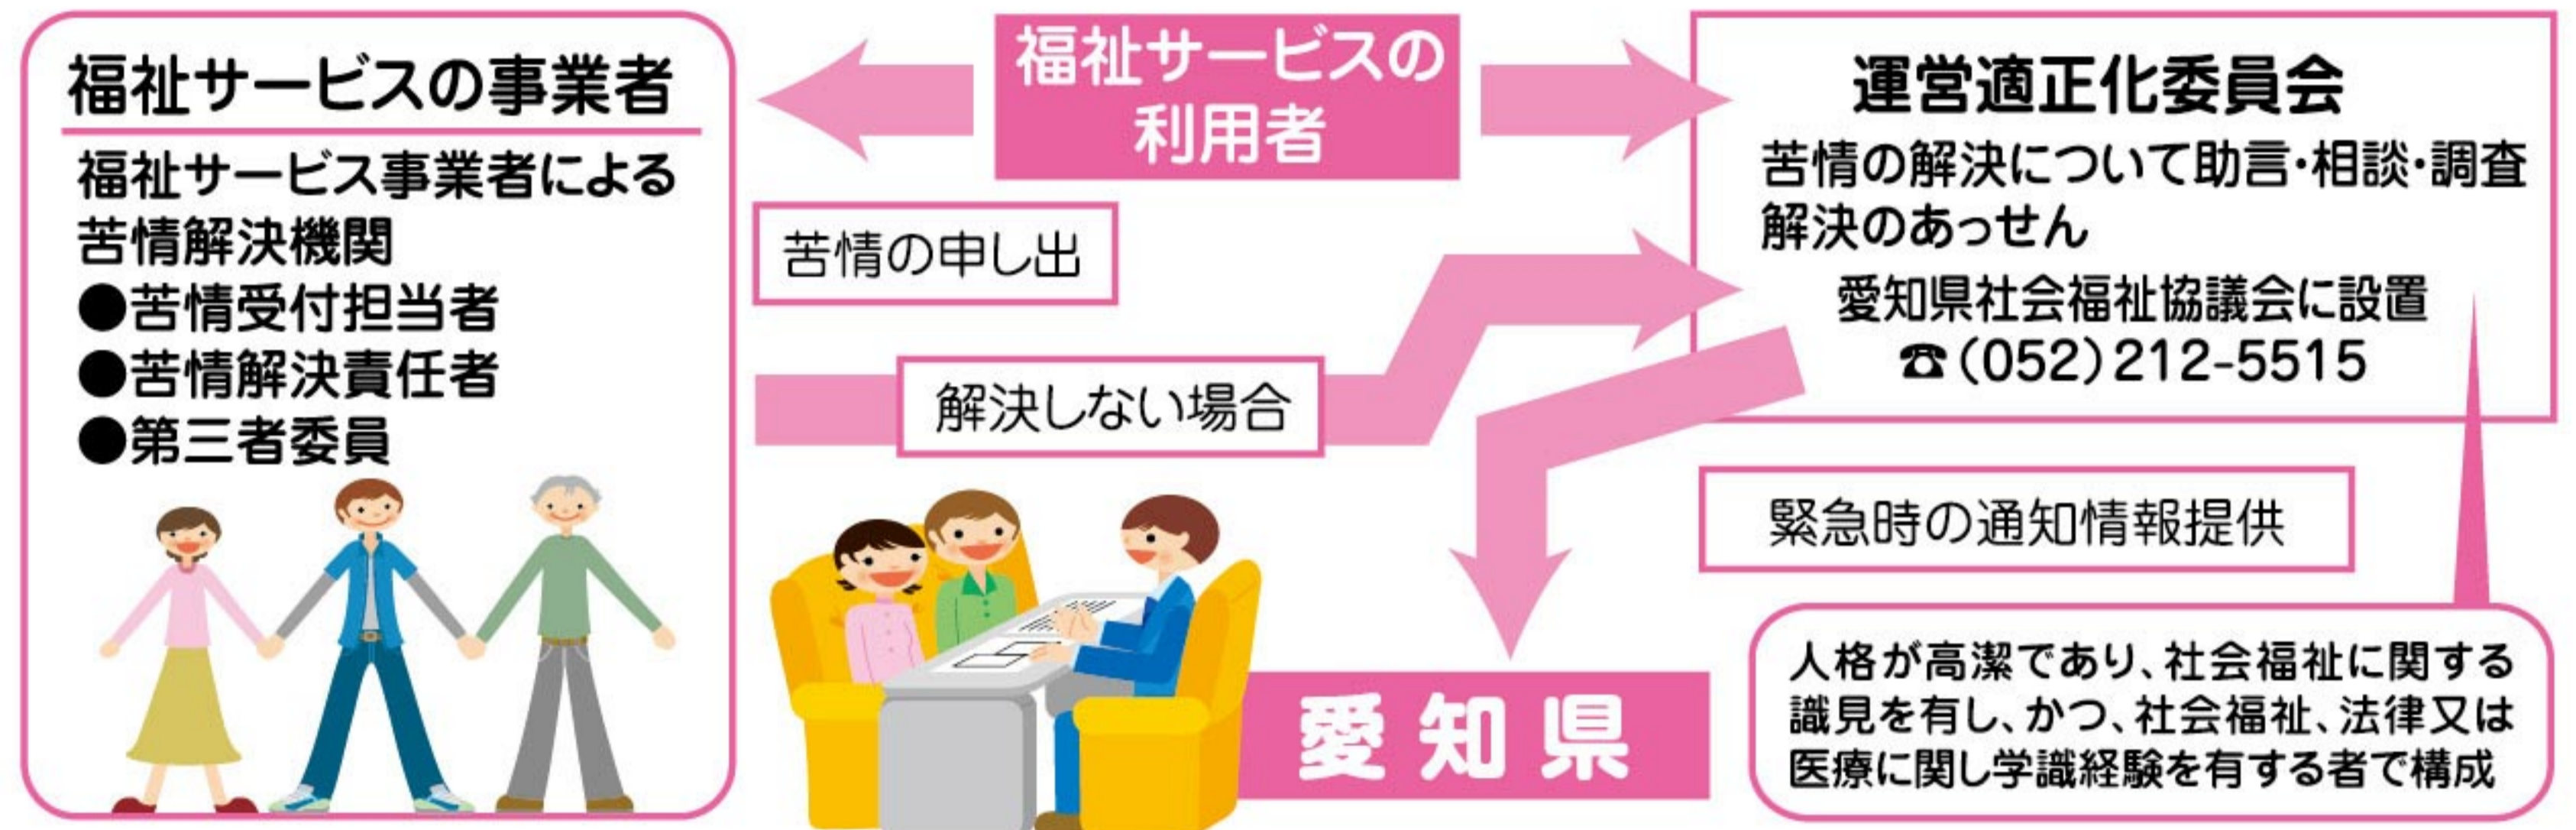 福祉サービスの事業者
福祉サービス事業者による
苦情解決機関
●苦情受付担当者
●苦情解決責任者
●第三者委員
福祉サービスの
利用者
苦情の申し出
解決しない場合
運営適正化委員会
苦情の解決について助言・相談・調査
解決のあっせん
愛知県社会福祉協議会に設置
☎(052)212-5515
緊急時の通知情報提供
愛知県
人格が高潔であり、社会福祉に関する
識見を有し、かつ、社会福祉、法律又は
医療に関し学識経験を有する者で構成